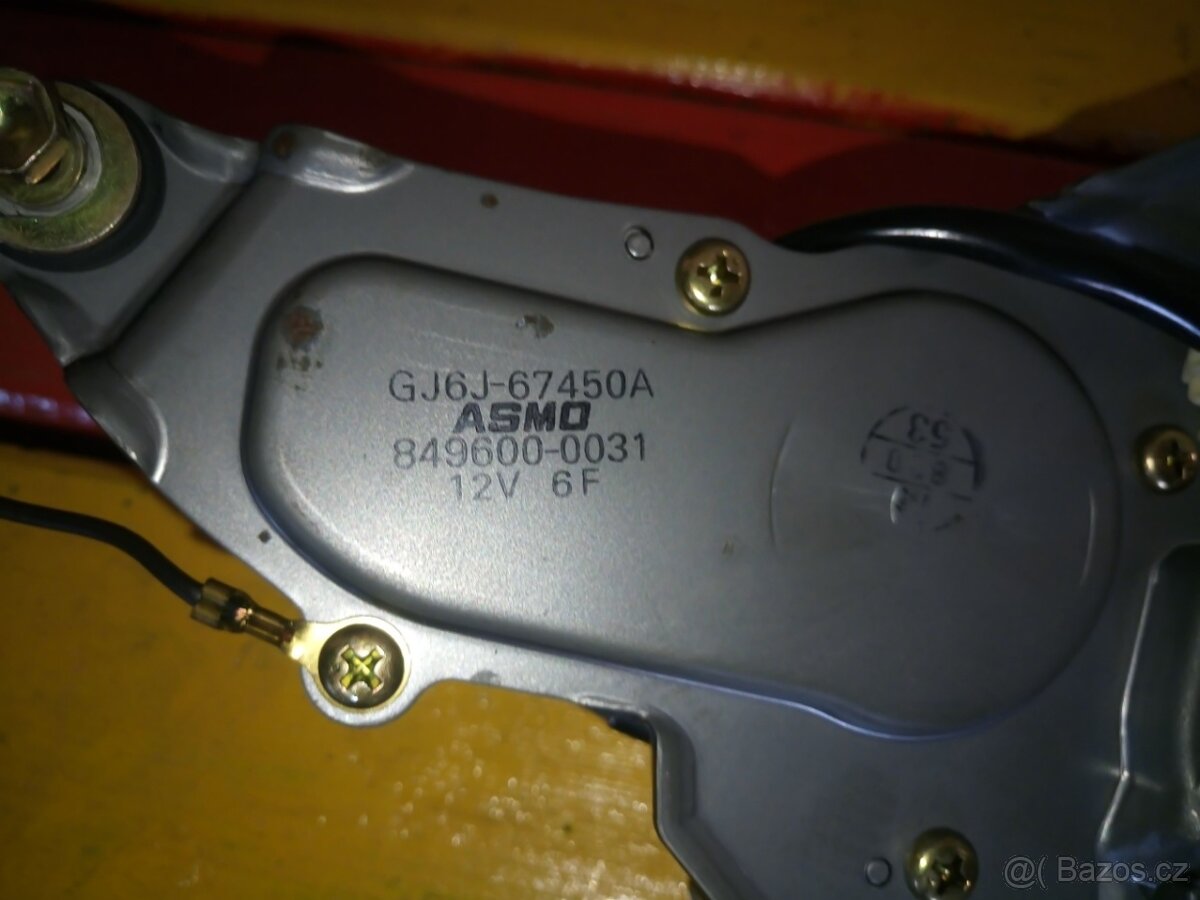 GJ6J-67450A
ASMO
849600-0031
12V 6F
@( Bazos.cz